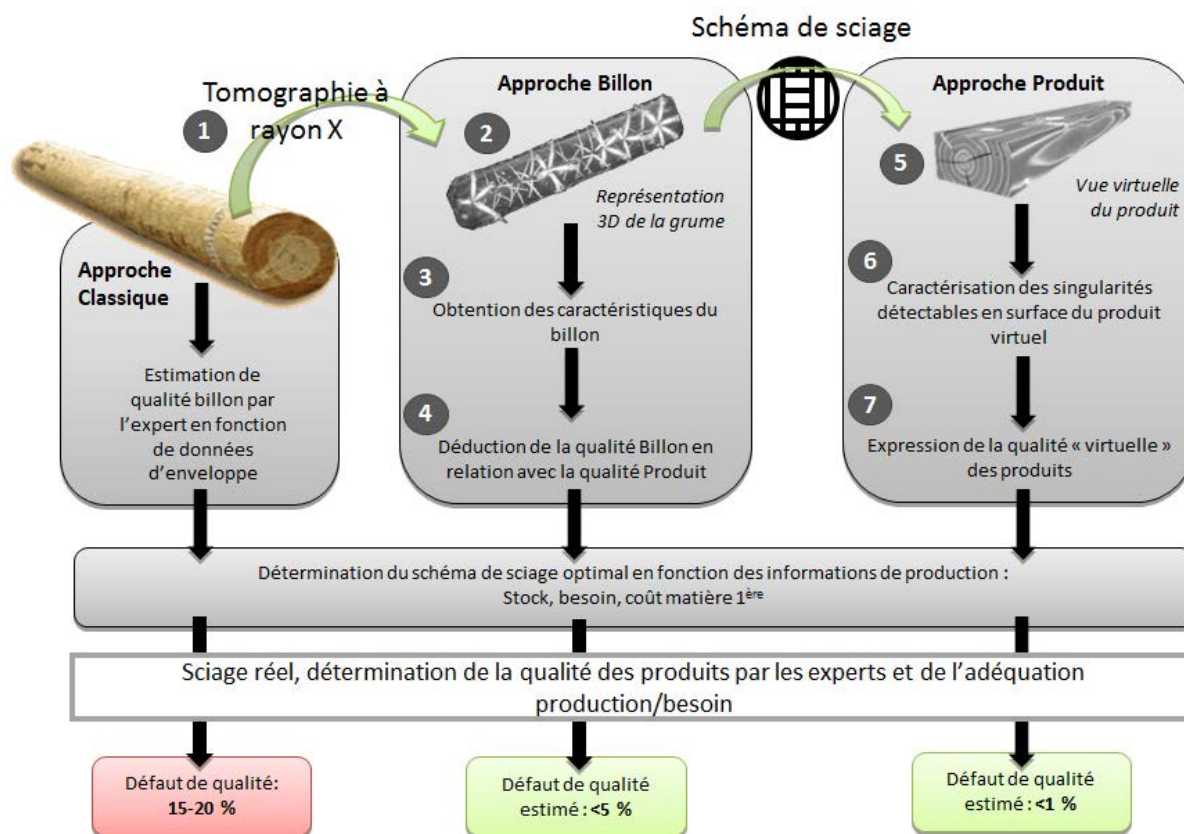 Schéma de sciage
Tomographie à
rayon X
1
Approche
Classique
Estimation de
qualité billon par
l'expert en fonction
de données
d'enveloppe
Approche Billon
2
Représentation
3D de la grume
3
Obtention des caractéristiques du
billon
4
Déduction de la qualité Billon en
relation avec la qualité Produit
Approche Produit
5
Vue virtuelle
du produit
6
Caractérisation des singularités
détectables en surface du produit
virtuel
7
Expression de la qualité « virtuelle »
des produits
Détermination du schéma de sciage optimal en fonction des informations de production :
Stock, besoin, coût matière 1ère
Sciage réel, détermination de la qualité des produits par les experts et de l'adéquation
production/besoin
Défaut de qualité:
15-20 %
Défaut de qualité
estimé : <5 %
Défaut de qualité
estimé : <1 %